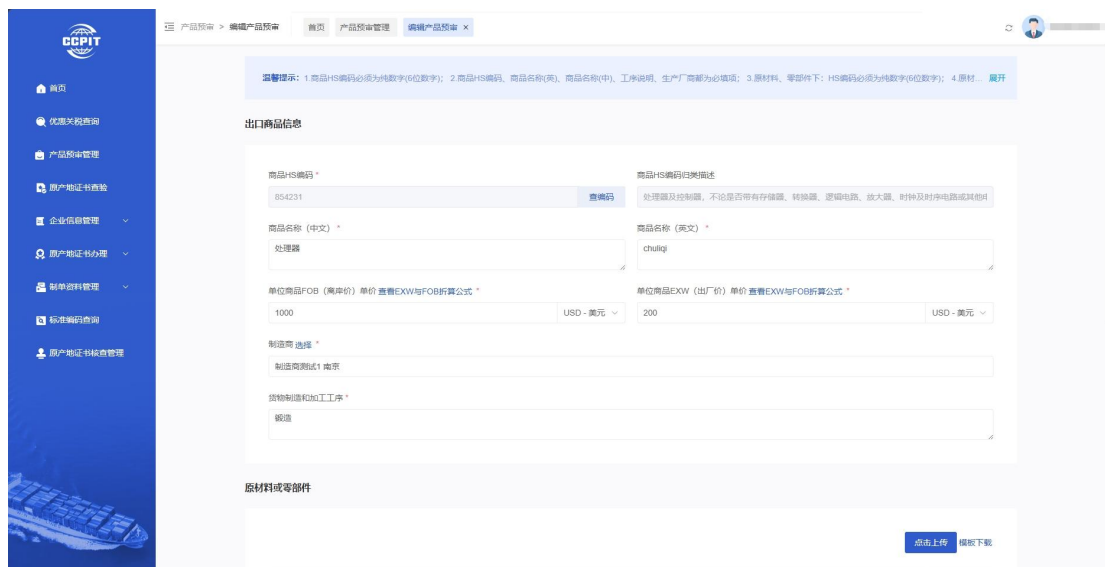 CCPIT
产品预审 > 编辑产品预审
首页 产品预审管理 编辑产品预审 ×
首页
优惠关税查询
产品预审管理
原产地证书查验
企业信息管理
原产地证书办理
制单资料管理
标准编码查询
原产地证书核查管理
温馨提示：1.商品HS编码必须为纯数字(6位数字)； 2.商品HS编码、商品名称(英)、商品名称(中)、工序说明、生产厂商都为必填项； 3.原材料、零部件下：HS编码必须为纯数字(6位数字)； 4.原材... 展开
出口商品信息
商品HS编码 * 商品HS编码归类描述
854231 查编码 处理器及控制器，不论是否带有存储器、转换器、逻辑电路、放大器、时钟及时序电路或其他电
商品名称（中文） * 商品名称（英文） *
处理器 chuliqi
单位商品FOB（离岸价）单价 查看EXW与FOB折算公式 * 单位商品EXW（出厂价）单价 查看EXW与FOB折算公式 *
1000 USD - 美元 200 USD - 美元
制造商 选择 *
制造商测试1 南京
货物制造和加工工序 *
锻造
原材料或零部件
点击上传 模板下载